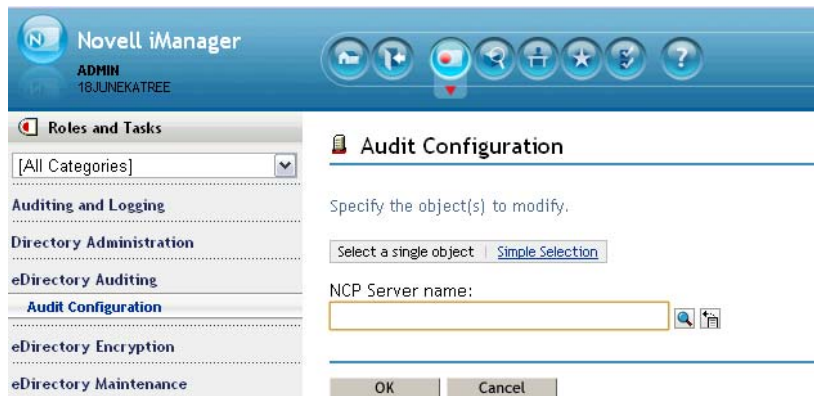 N
Novell iManager
ADMIN
18JUNEKATREE
?
Roles and Tasks
[All Categories]
Auditing and Logging
Directory Administration
eDirectory Auditing
Audit Configuration
eDirectory Encryption
eDirectory Maintenance
Audit Configuration
Specify the object(s) to modify.
Select a single object | Simple Selection
NCP Server name:
OK Cancel